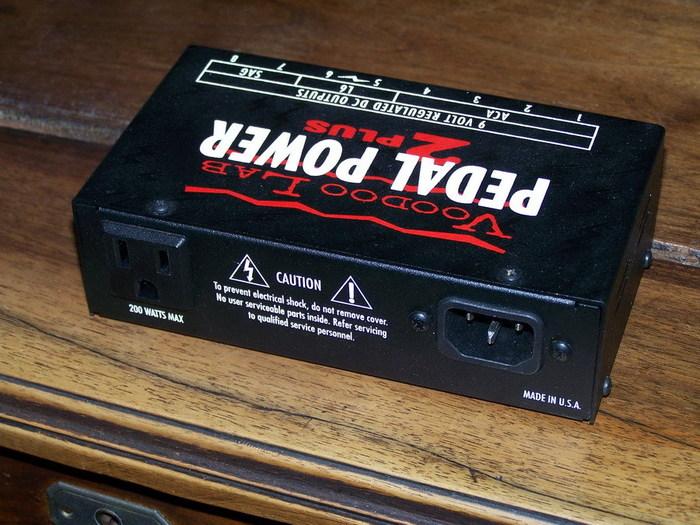 VOODOO LAB
PEDAL POWER
2 PLUS
9 VOLT REGULATED DC OUTPUTS
ACA L6 SAG
1 2 3 4 5 ~ 6 7 8
200 WATTS MAX
CAUTION
To prevent electrical shock, do not remove cover.
No user serviceable parts inside. Refer servicing
to qualified service personnel.
MADE IN U.S.A.